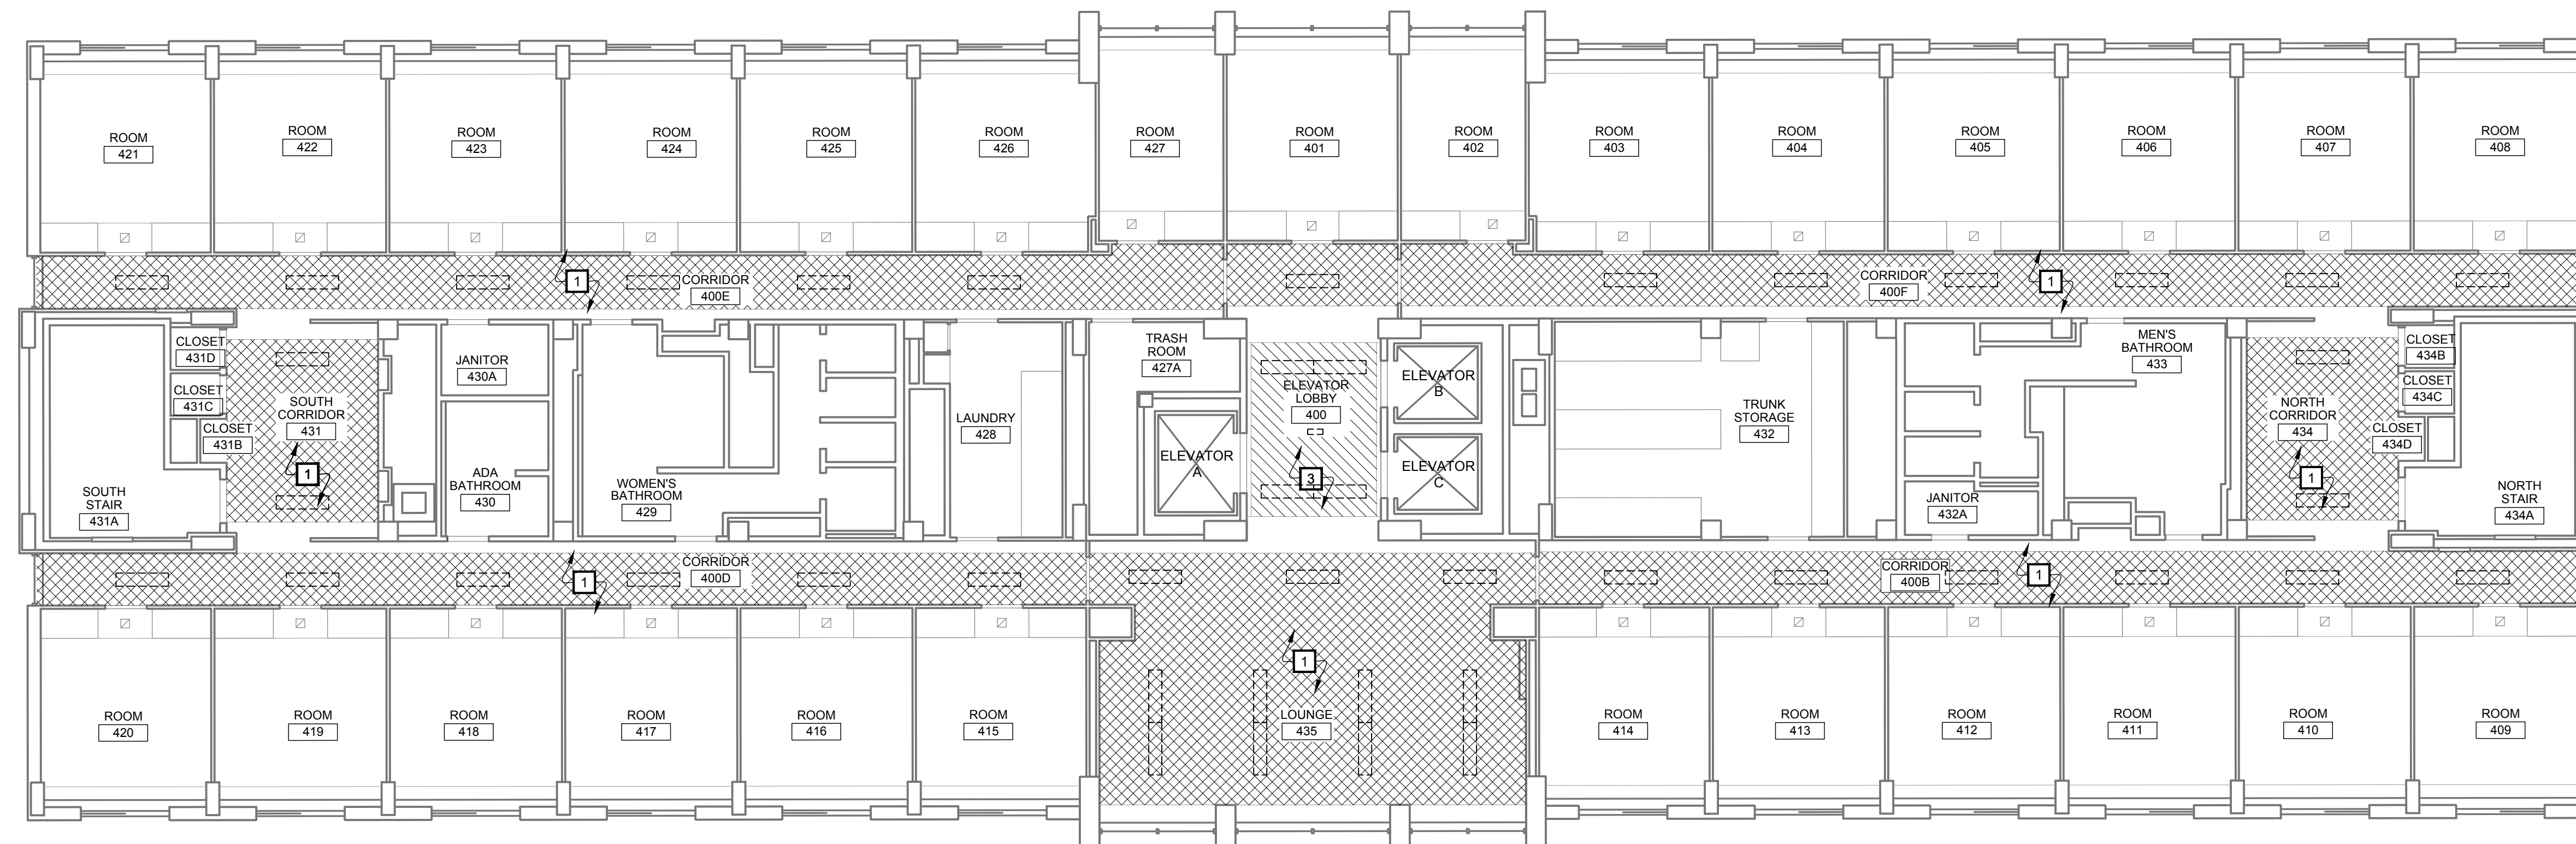 ROOM
421
ROOM
422
ROOM
423
ROOM
424
ROOM
425
ROOM
426
ROOM
427
ROOM
401
ROOM
402
ROOM
403
ROOM
404
ROOM
405
ROOM
406
ROOM
407
ROOM
408
1
CORRIDOR
400E
CORRIDOR
400F
1
CLOSET
431D
CLOSET
431C
CLOSET
431B
SOUTH
CORRIDOR
431
1
SOUTH
STAIR
431A
JANITOR
430A
ADA
BATHROOM
430
WOMEN'S
BATHROOM
429
LAUNDRY
428
TRASH
ROOM
427A
ELEVATOR
A
ELEVATOR
LOBBY
400
3
ELEVATOR
B
ELEVATOR
C
TRUNK
STORAGE
432
JANITOR
432A
MEN'S
BATHROOM
433
NORTH
CORRIDOR
434
1
CLOSET
434B
CLOSET
434C
CLOSET
434D
NORTH
STAIR
434A
1
CORRIDOR
400D
CORRIDOR
400B
1
1
LOUNGE
435
ROOM
420
ROOM
419
ROOM
418
ROOM
417
ROOM
416
ROOM
415
ROOM
414
ROOM
413
ROOM
412
ROOM
411
ROOM
410
ROOM
409